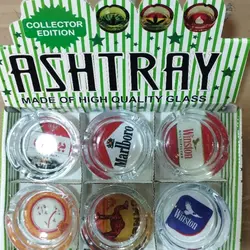 COLLECTOR
EDITION
ASHTRAY
MADE OF HIGH QUALITY GLASS
Marlboro
Winston
Winston